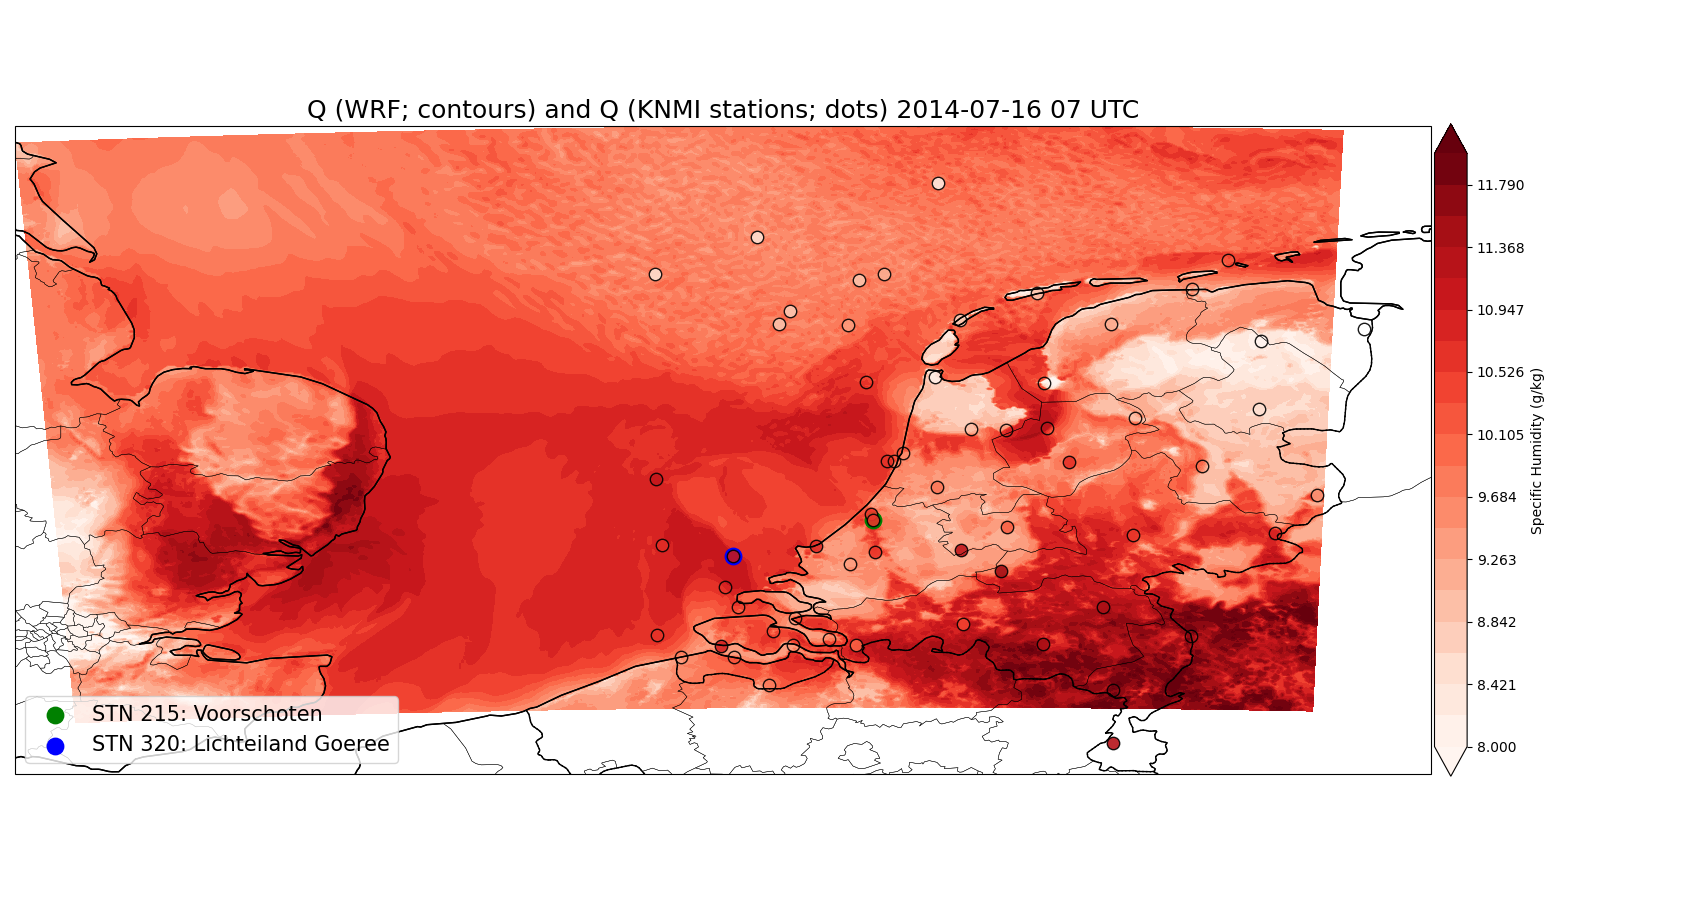 Q (WRF; contours) and Q (KNMI stations; dots) 2014-07-16 07 UTC
11.790
11.368
10.947
10.526
10.105
9.684
9.263
8.842
8.421
8.000
Specific Humidity (g/kg)
STN 215: Voorschoten
STN 320: Lichteiland Goeree